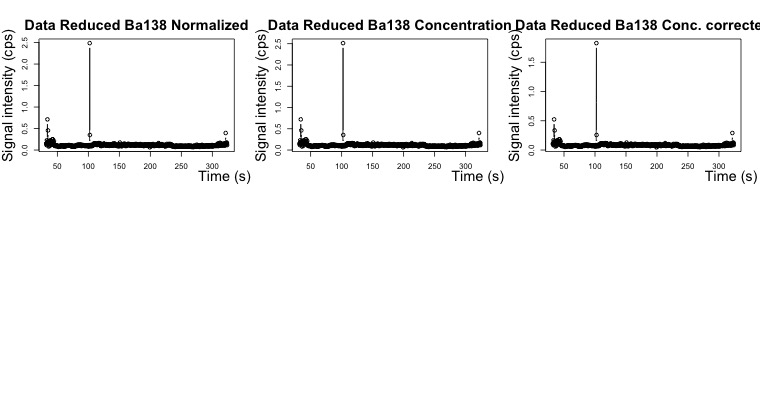 Data Reduced Ba138 Normalized
Signal intensity (cps)
0.0 0.5 1.0 1.5 2.0 2.5
50 100 150 200 250 300
Time (s)
Data Reduced Ba138 Concentration
Signal intensity (cps)
0.0 0.5 1.0 1.5 2.0 2.5
50 100 150 200 250 300
Time (s)
Data Reduced Ba138 Conc. correcte
Signal intensity (cps)
0.0 0.5 1.0 1.5
50 100 150 200 250 300
Time (s)